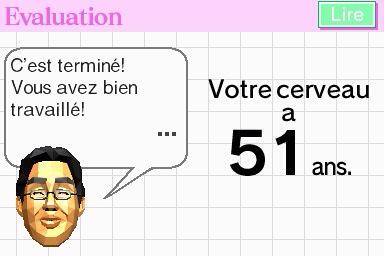 Evaluation
Lire
C'est terminé!
Vous avez bien
travaillé!
...
Votre cerveau
a
51 ans.